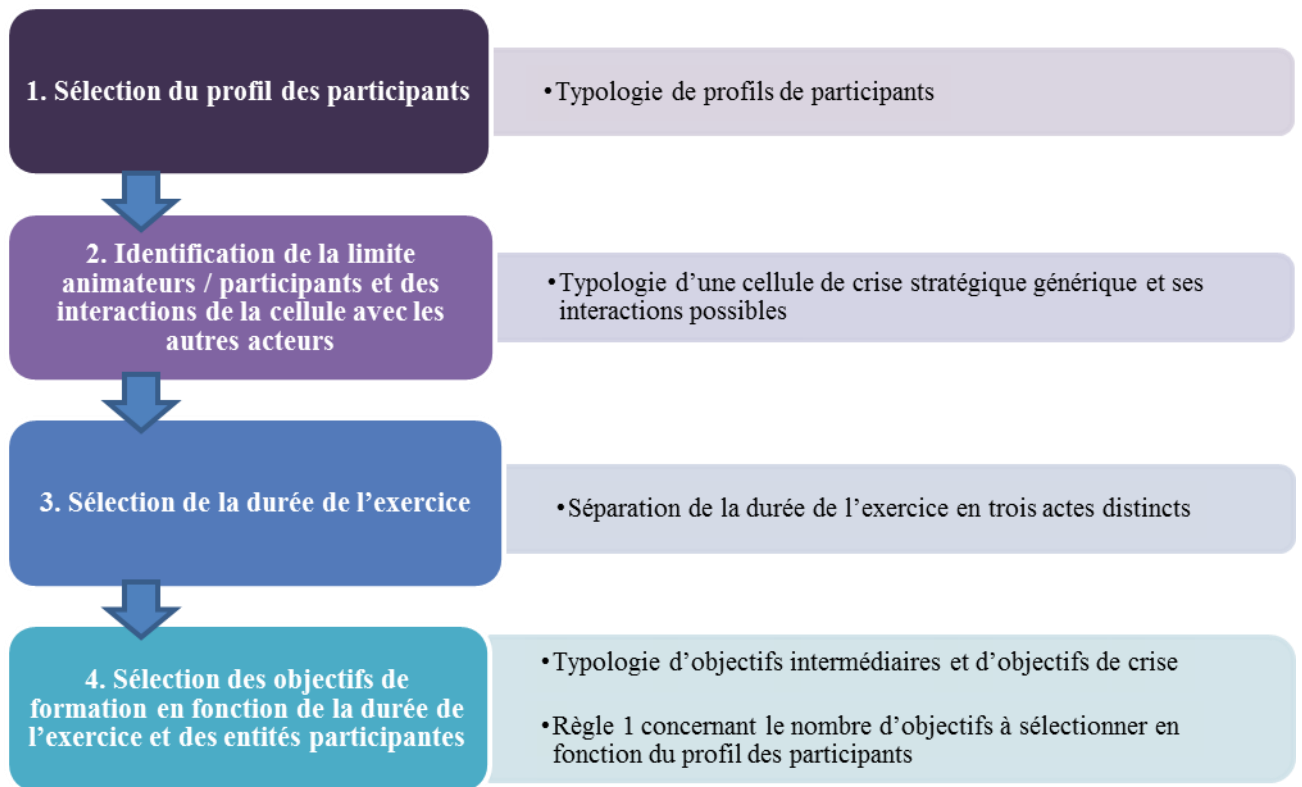 1. Sélection du profil des participants
•Typologie de profils de participants
2. Identification de la limite
animateurs / participants et des
interactions de la cellule avec les
autres acteurs
•Typologie d’une cellule de crise stratégique générique et ses
interactions possibles
3. Sélection de la durée de l’exercice
•Séparation de la durée de l’exercice en trois actes distincts
4. Sélection des objectifs de
formation en fonction de la durée de
l’exercice et des entités participantes
•Typologie d’objectifs intermédiaires et d’objectifs de crise
•Règle 1 concernant le nombre d’objectifs à sélectionner en
fonction du profil des participants